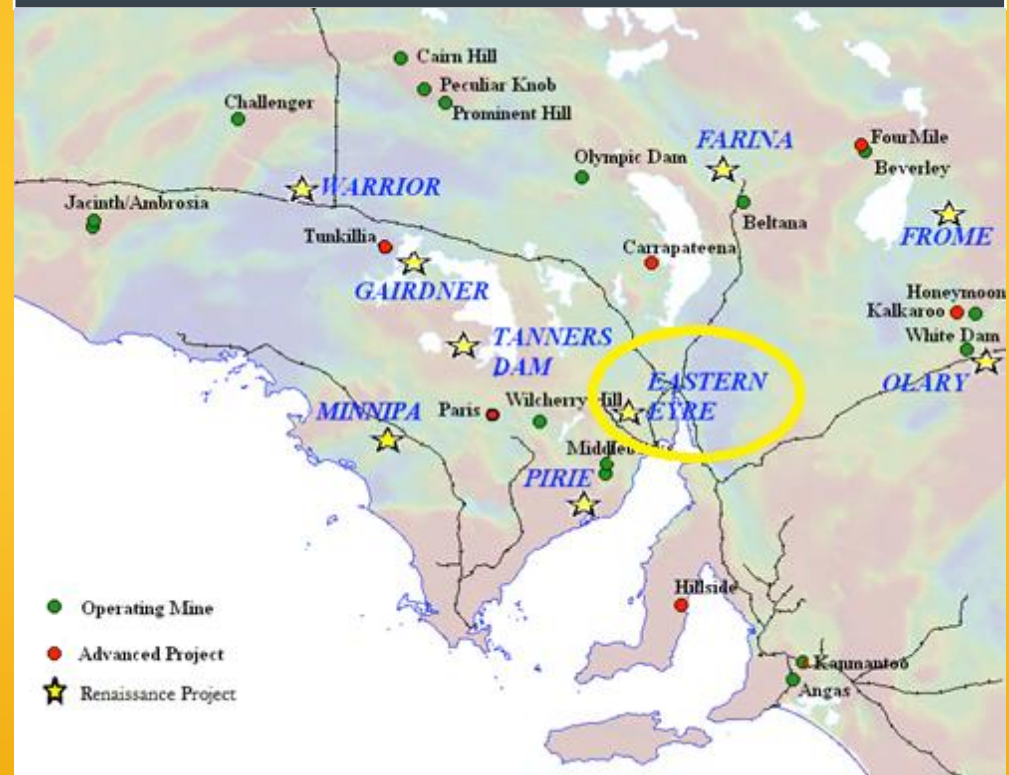 Cairn Hill
Peculiar Knob
Prominent Hill
Challenger
FARINA
FourMile
Olympic Dam
Beverley
WARRIOR
Jacinth/Ambrosia
Beltana
Tunkillia
FROME
Carrapateena
GAIRDNER
Honeymoon
Kalkaroo
TANNERS
DAM
White Dam
EASTERN
EYRE
OLARY
Wilcherry Hill
Paris
MINNIPA
PIRIE
Hillside
Operating Mine
Advanced Project
Kanmantoo
Angas
Renaissance Project